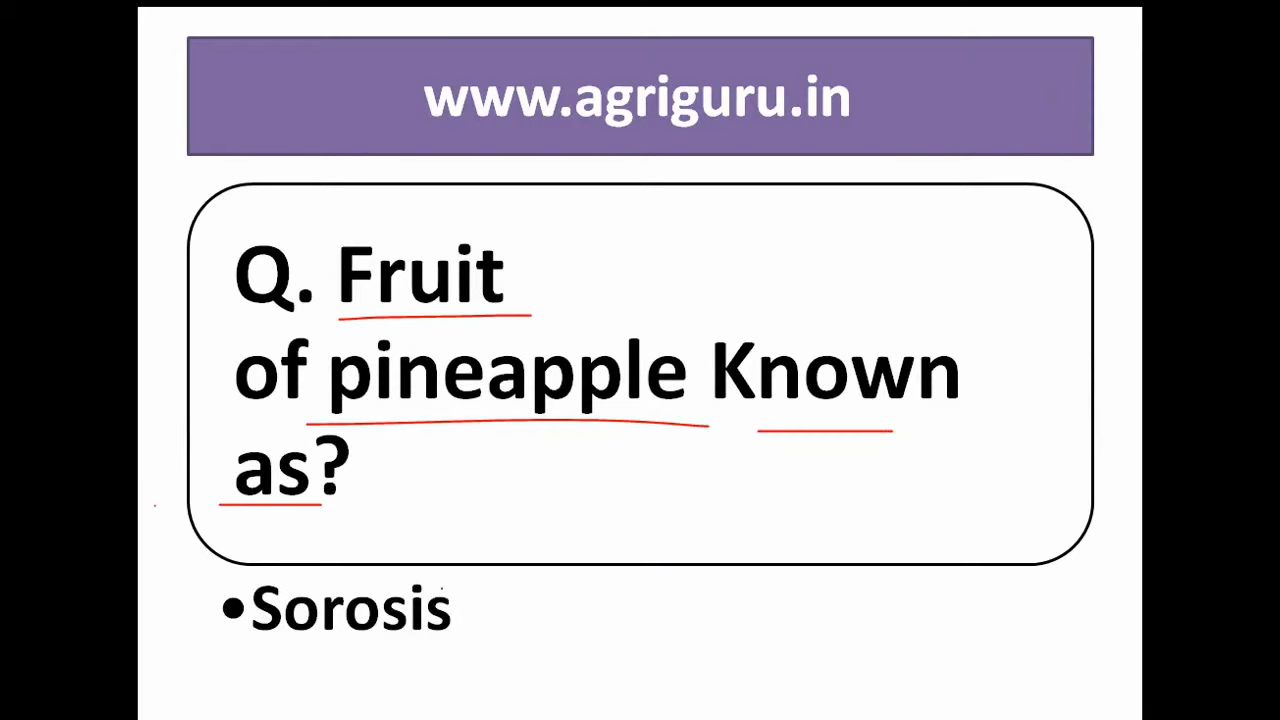 www.agriguru.in
Q. Fruit
of pineapple Known
as?
•Sorosis